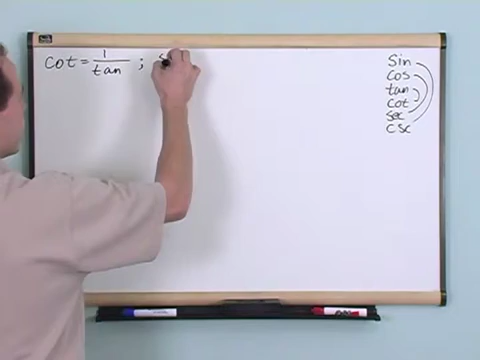 cot = 1/tan ; s
sin
cos
tan
cot
sec
csc